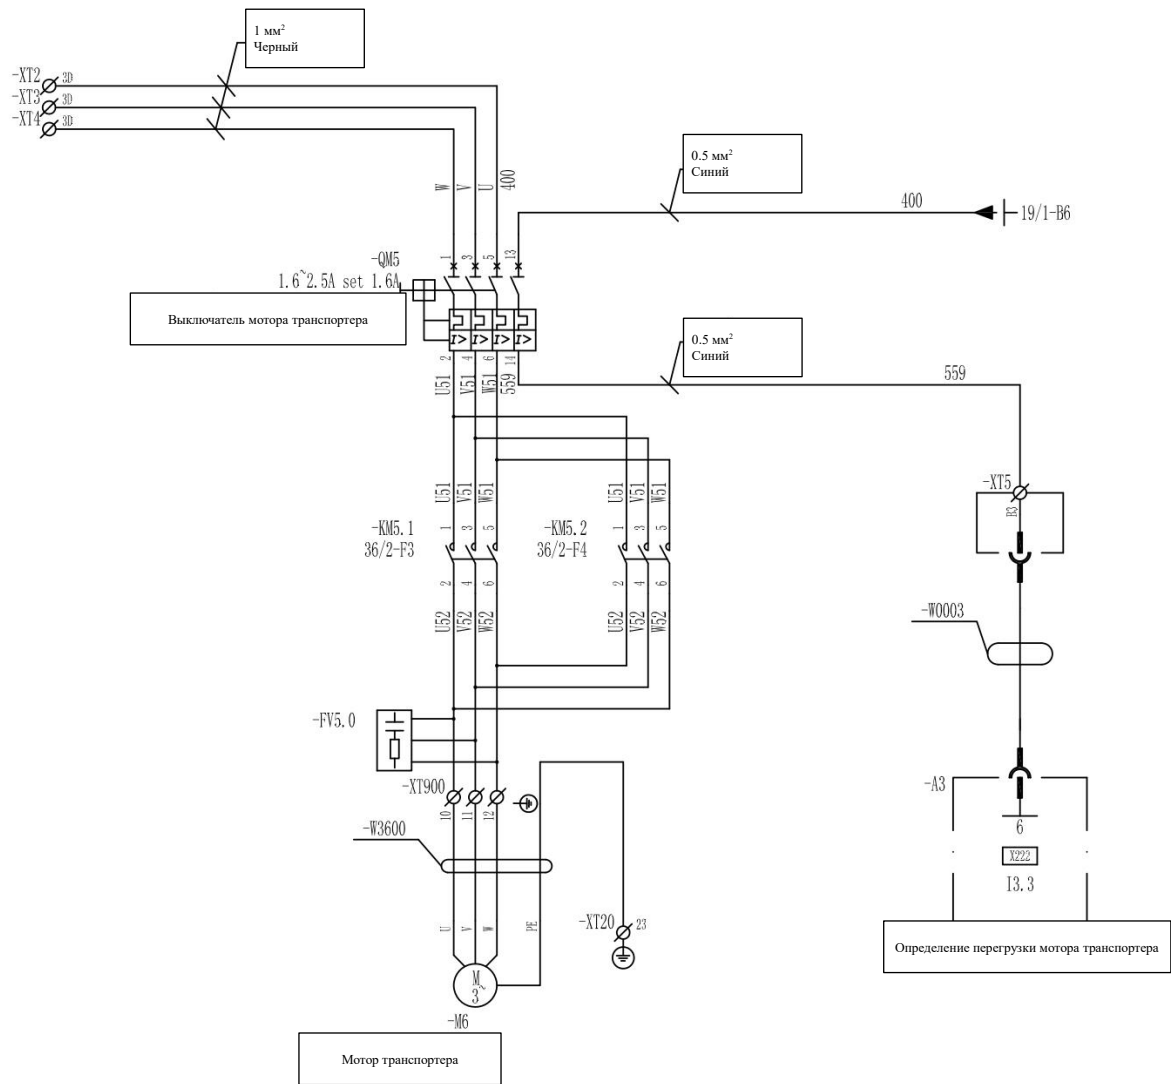 1 мм²
Черный
-XT2 3D
-XT3 3D
-XT4 3D
0.5 мм²
Синий
W V U 400
400
19/1-B6
-QM5
1 3 5 13
1.6~2.5A set 1.6A
Выключатель мотора транспортера
I> I> I> I>
2 4 6 14
0.5 мм²
Синий
U51 V51 W51 559
559
U51 V51 W51
U51 V51 W51
-XT5
B3
-KM5.1
36/2-F3
1 3 5
-KM5.2
36/2-F4
1 3 5
2 4 6
2 4 6
U52 V52 W52
U52 V52 W52
-W0003
-FV5.0
-XT900
10 11 12
-A3
6
X222
I3.3
-W3600
-XT20 23
U V W PE
Определение перегрузки мотора транспортера
M
3~
-M6
Мотор транспортера